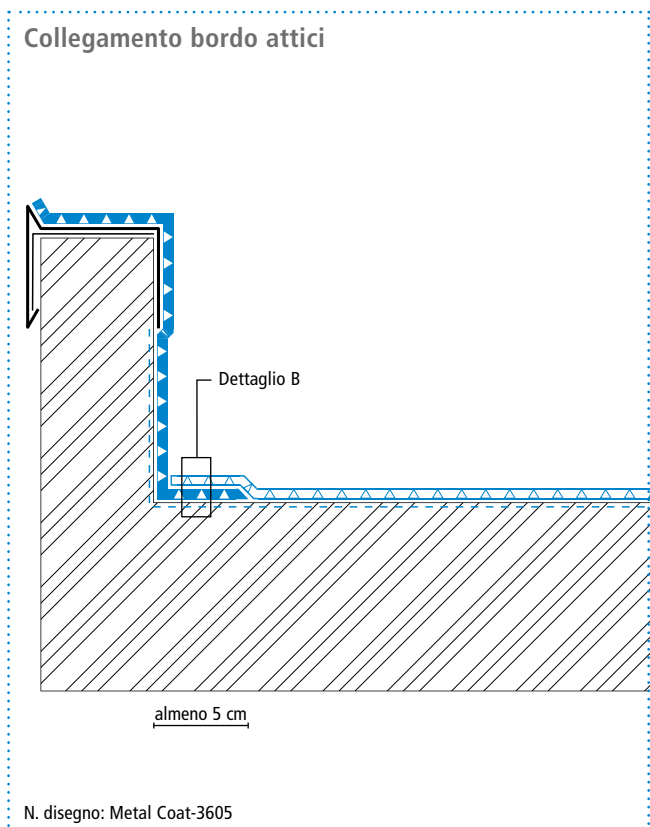 Collegamento bordo attici
Dettaglio B
almeno 5 cm
N. disegno: Metal Coat-3605